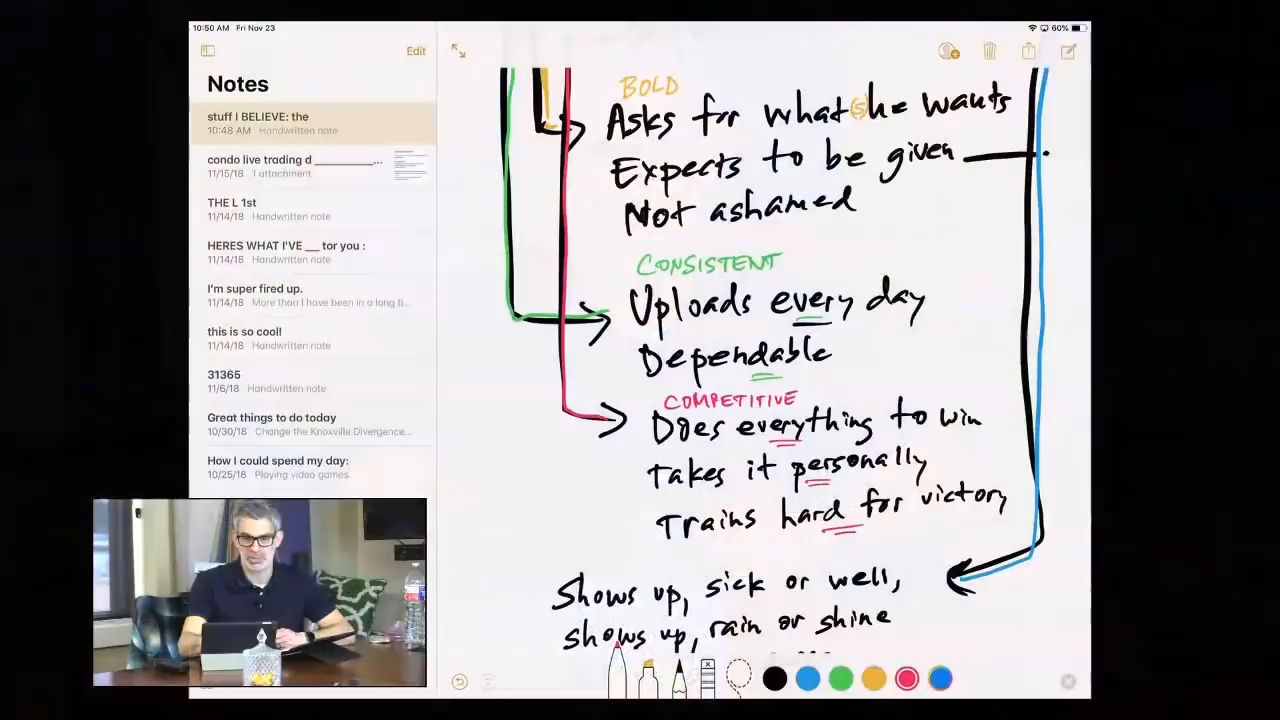 10:50 AM Fri Nov 23
60%
Edit
Notes
stuff I BELIEVE: the
10:48 AM Handwritten note
condo live trading d ___________...
11/15/18 1 attachment
THE L 1st
11/14/18 Handwritten note
HERES WHAT I'VE __ tor you :
11/14/18 Handwritten note
I'm super fired up.
11/14/18 More than I have been in a long ti...
this is so cool!
11/14/18 Handwritten note
31365
11/6/18 Handwritten note
Great things to do today
10/30/18 Change the Knoxville Divergence...
How I could spend my day:
10/25/18 Playing video games.
BOLD
Asks for what (s)he wants
Expects to be given
Not ashamed
CONSISTENT
Uploads every day
Dependable
COMPETITIVE
Does everything to win
takes it personally
Trains hard for victory
Shows up, sick or well,
shows up, rain or shine